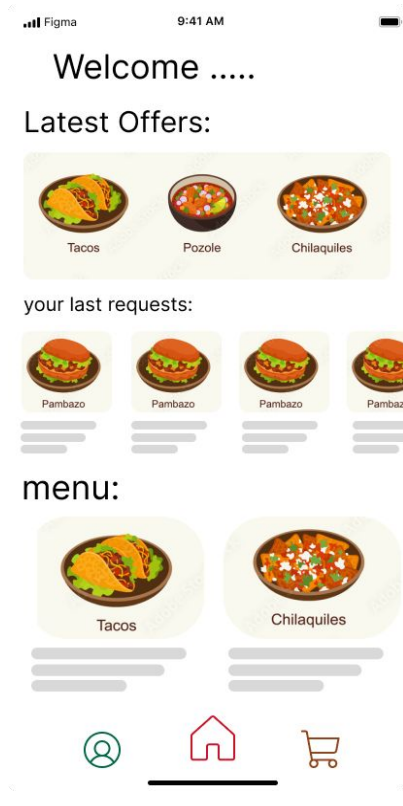 Figma 9:41 AM
Welcome .....
Latest Offers:
Tacos Pozole Chilaquiles
your last requests:
Pambazo Pambazo Pambazo Pambaz
menu:
Tacos Chilaquiles